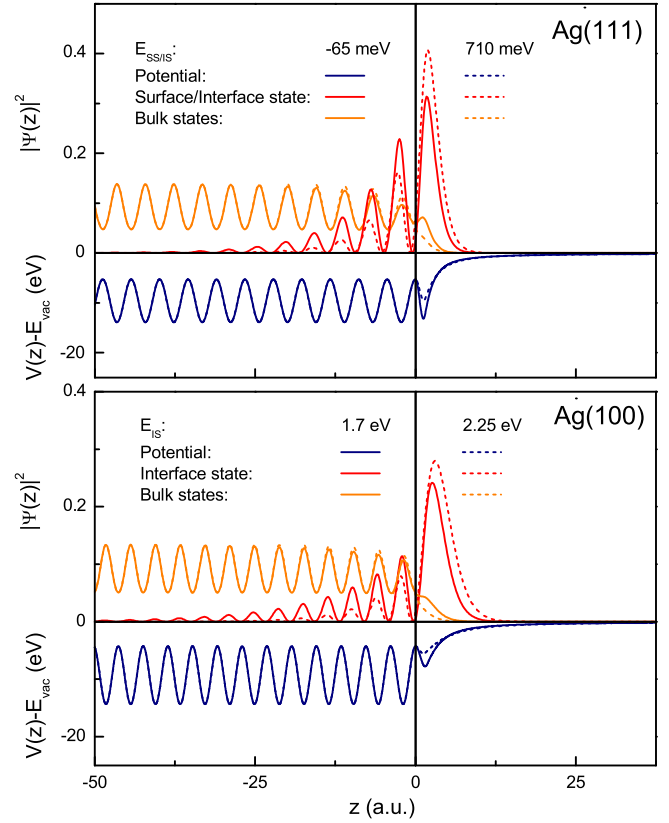 Ag(111)
E_SS/IS: -65 meV 710 meV
Potential:
Surface/Interface state:
Bulk states:
|Ψ(z)|²
0.4
0.2
0
V(z)-E_vac (eV)
-20
Ag(100)
E_IS: 1.7 eV 2.25 eV
Potential:
Interface state:
Bulk states:
|Ψ(z)|²
0.4
0.2
0
V(z)-E_vac (eV)
-20
-50 -25 0 25
z (a.u.)